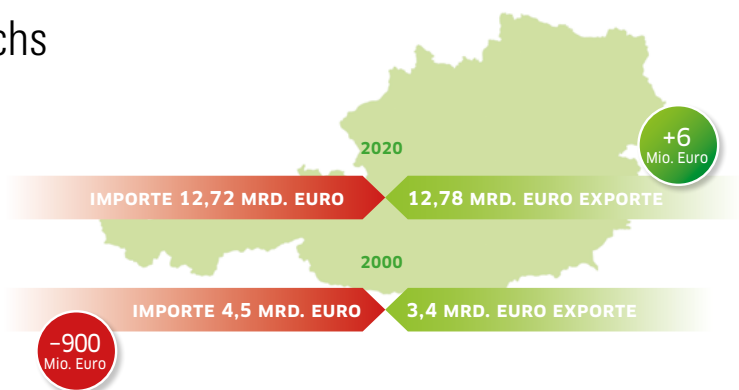 chs
2020
+6
Mio. Euro
IMPORTE 12,72 MRD. EURO
12,78 MRD. EURO EXPORTE
2000
IMPORTE 4,5 MRD. EURO
3,4 MRD. EURO EXPORTE
–900
Mio. Euro